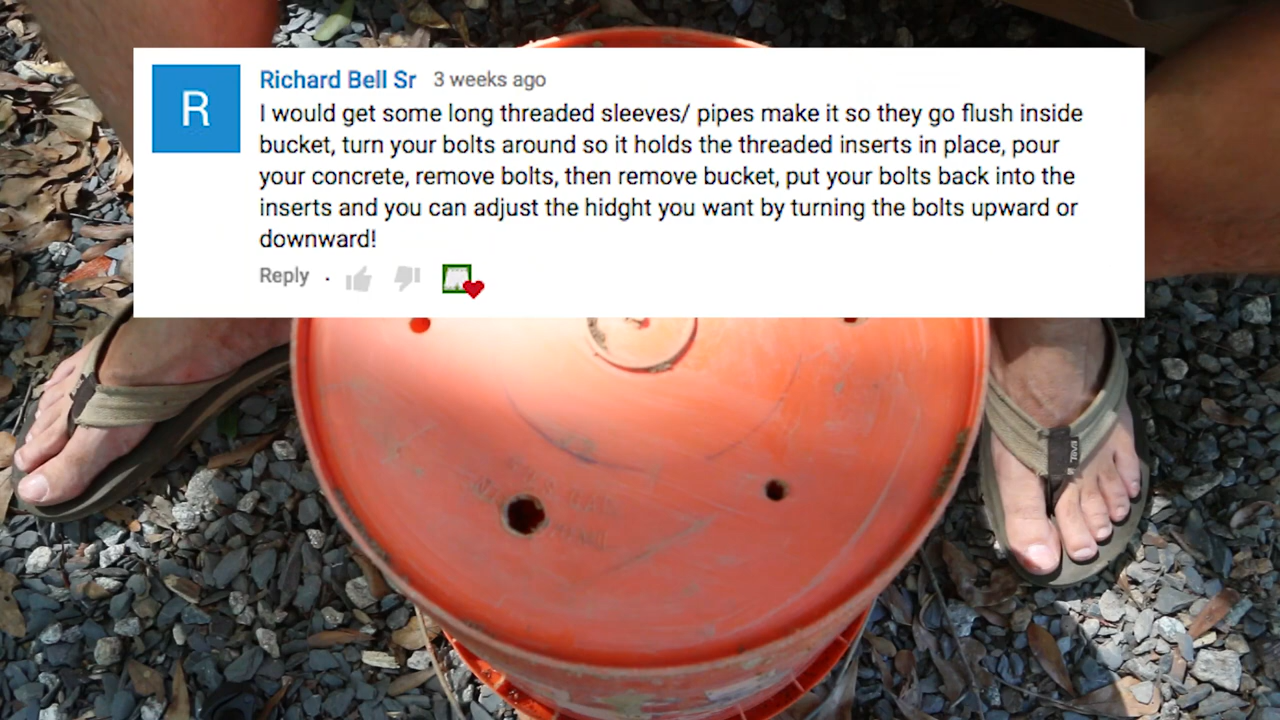 R
Richard Bell Sr 3 weeks ago
I would get some long threaded sleeves/ pipes make it so they go flush inside
bucket, turn your bolts around so it holds the threaded inserts in place, pour
your concrete, remove bolts, then remove bucket, put your bolts back into the
inserts and you can adjust the hidght you want by turning the bolts upward or
downward!
Reply ·